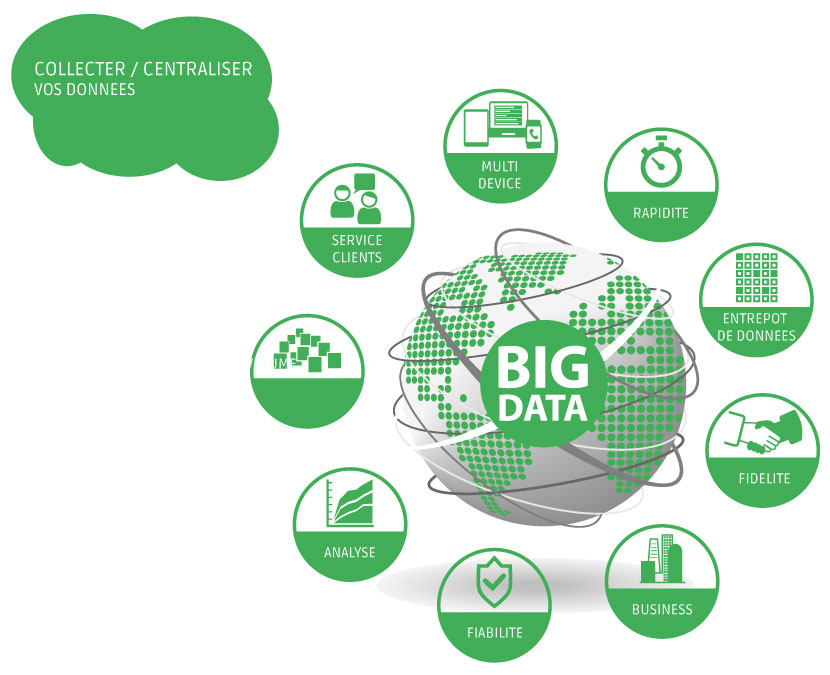 COLLECTER / CENTRALISER
VOS DONNEES
MULTI
DEVICE
RAPIDITE
SERVICE
CLIENTS
ENTREPOT
DE DONNEES
BIG
DATA
FIDELITE
ANALYSE
BUSINESS
FIABILITE